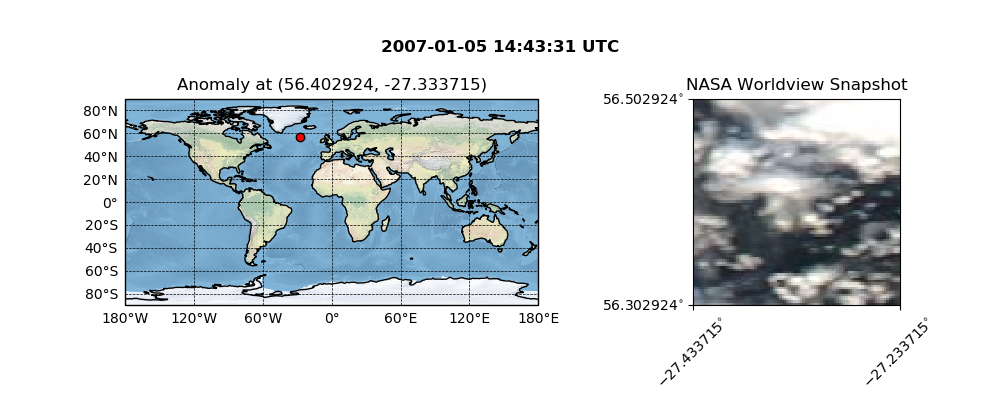 2007-01-05 14:43:31 UTC
Anomaly at (56.402924, -27.333715)
80°N
60°N
40°N
20°N
0°
20°S
40°S
60°S
80°S
180°W 120°W 60°W 0° 60°E 120°E 180°E
NASA Worldview Snapshot
56.502924°
56.302924°
−27.433715°
−27.233715°